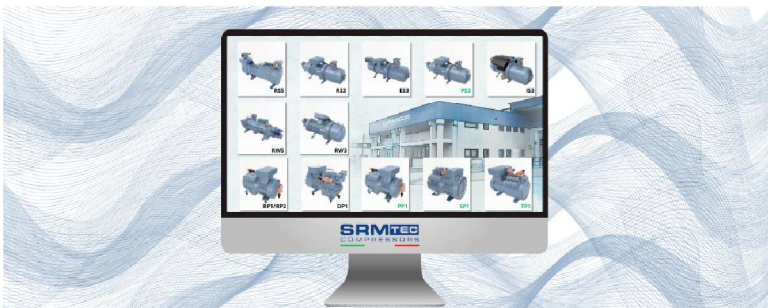 RS5
RS3
ES3
PS3
IS3
RW5
RW3
RP1/RP2
DP1
PP1
SP1
TP1
SRMTEC
COMPRESSORS